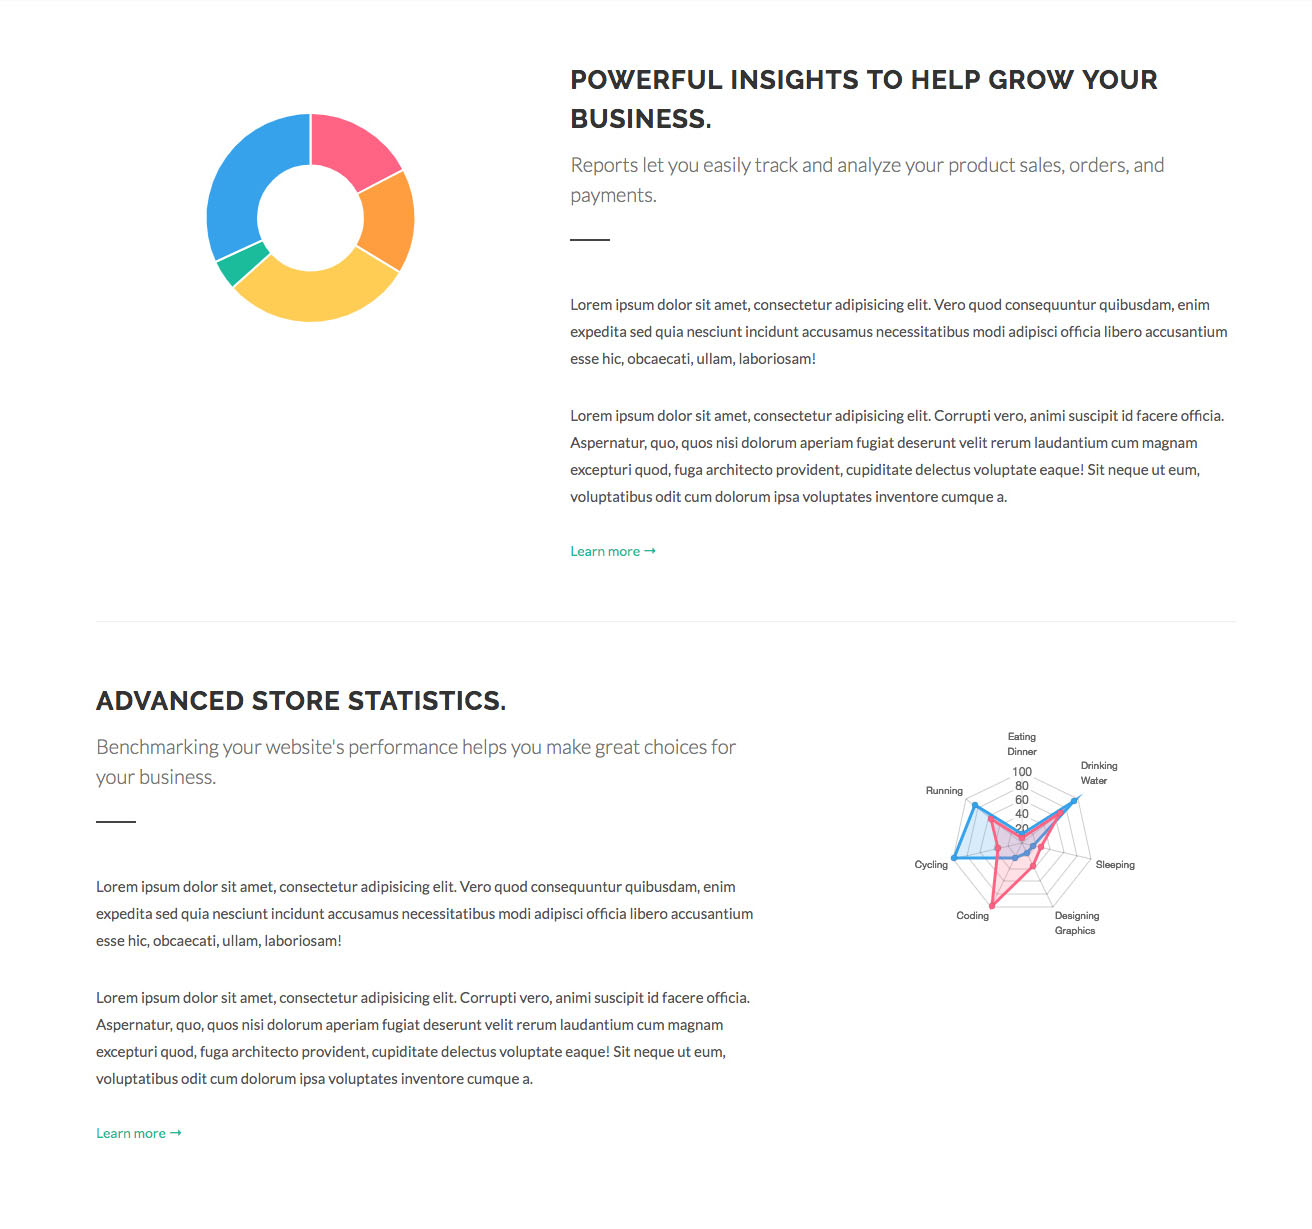 POWERFUL INSIGHTS TO HELP GROW YOUR
BUSINESS.
Reports let you easily track and analyze your product sales, orders, and
payments.
Lorem ipsum dolor sit amet, consectetur adipisicing elit. Vero quod consequuntur quibusdam, enim
expedita sed quia nesciunt incidunt accusamus necessitatibus modi adipisci officia libero accusantium
esse hic, obcaecati, ullam, laboriosam!
Lorem ipsum dolor sit amet, consectetur adipisicing elit. Corrupti vero, animi suscipit id facere officia.
Aspernatur, quo, quos nisi dolorum aperiam fugiat deserunt velit rerum laudantium cum magnam
excepturi quod, fuga architecto provident, cupiditate delectus voluptate eaque! Sit neque ut eum,
voluptatibus odit cum dolorum ipsa voluptates inventore cumque a.
Learn more →
ADVANCED STORE STATISTICS.
Benchmarking your website's performance helps you make great choices for
your business.
Lorem ipsum dolor sit amet, consectetur adipisicing elit. Vero quod consequuntur quibusdam, enim
expedita sed quia nesciunt incidunt accusamus necessitatibus modi adipisci officia libero accusantium
esse hic, obcaecati, ullam, laboriosam!
Lorem ipsum dolor sit amet, consectetur adipisicing elit. Corrupti vero, animi suscipit id facere officia.
Aspernatur, quo, quos nisi dolorum aperiam fugiat deserunt velit rerum laudantium cum magnam
excepturi quod, fuga architecto provident, cupiditate delectus voluptate eaque! Sit neque ut eum,
voluptatibus odit cum dolorum ipsa voluptates inventore cumque a.
Learn more →
Eating
Dinner
Drinking
Water
100
80
60
40
20
Running
Cycling
Sleeping
Coding
Designing
Graphics